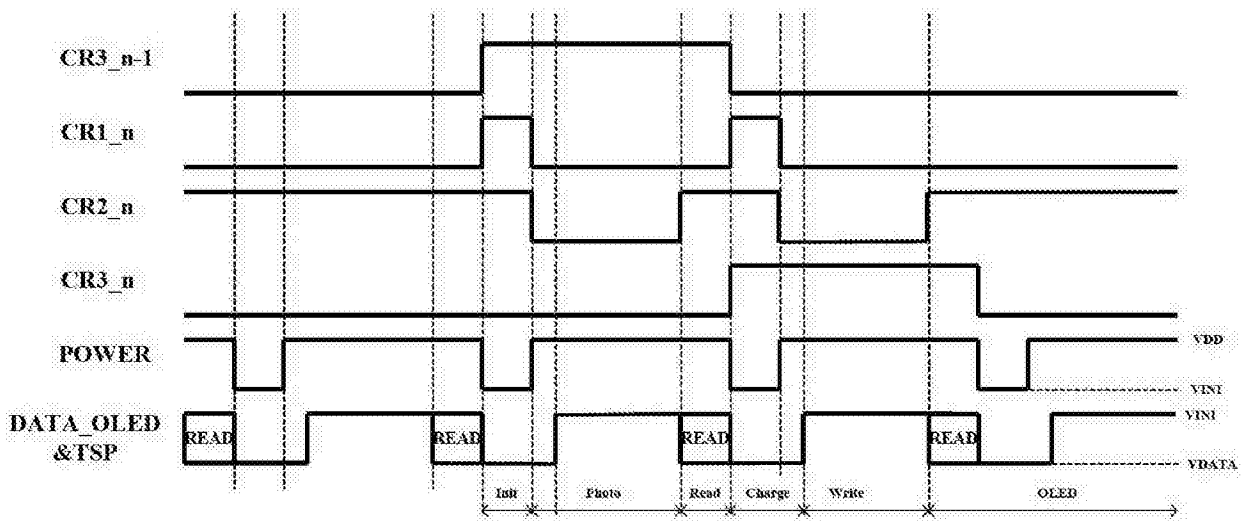 CR3_n-1
CR1_n
CR2_n
CR3_n
POWER
VDD
VINI
DATA_OLED
&TSP
READ READ READ READ
VINI
VDATA
Init Photo Read Charge Write OLED